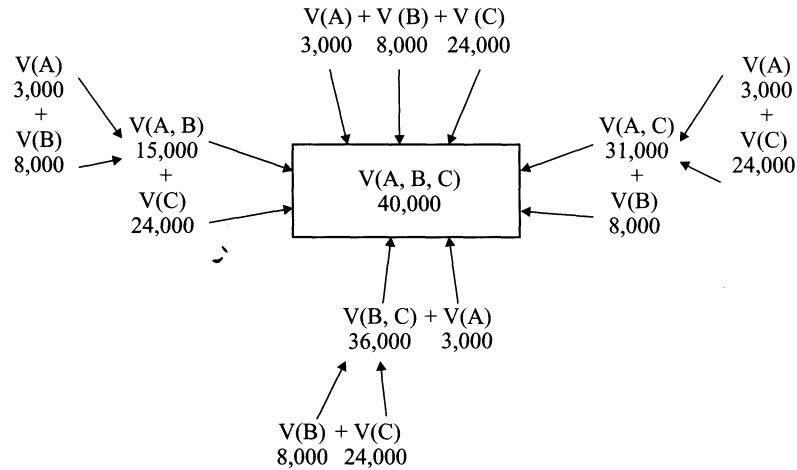 V(A) + V (B) + V (C)
3,000 8,000 24,000
V(A)
3,000
+
V(B)
8,000
V(A, B)
15,000
+
V(C)
24,000
V(A, B, C)
40,000
V(A, C)
31,000
+
V(B)
8,000
V(A)
3,000
+
V(C)
24,000
V(B, C) + V(A)
36,000 3,000
V(B) + V(C)
8,000 24,000